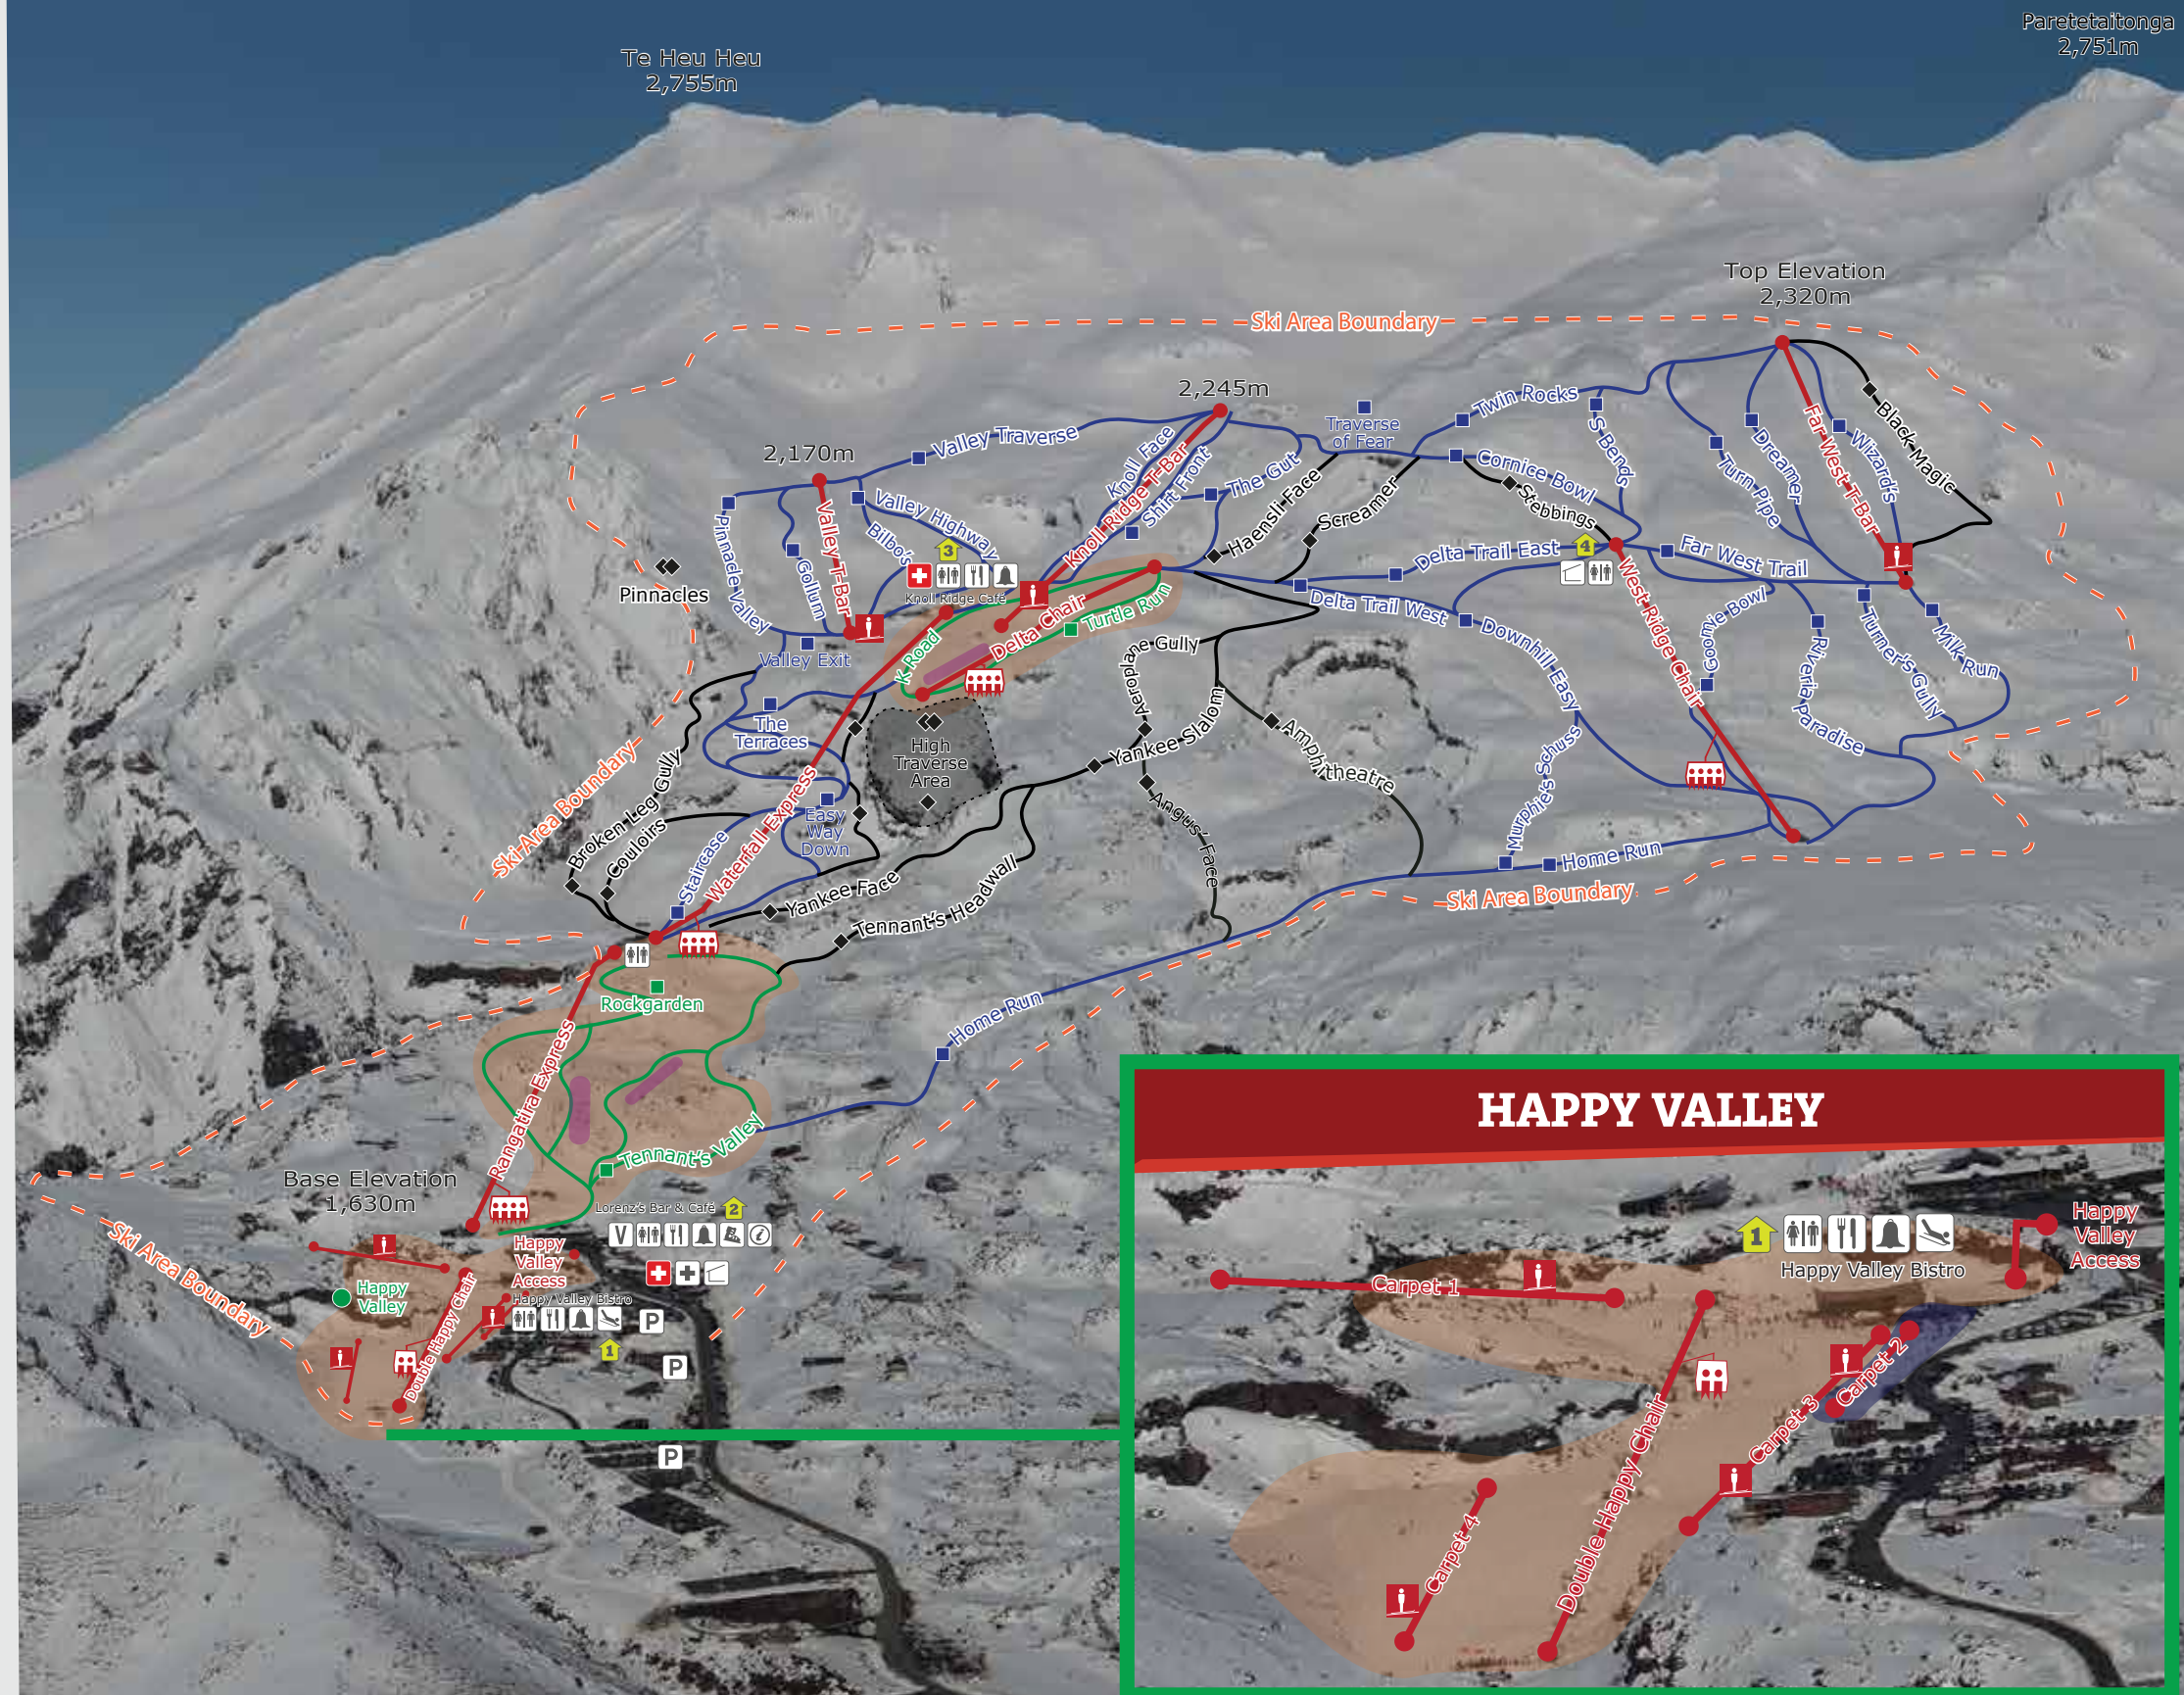 Paretetaitonga
2,751m
Te Heu Heu
2,755m
Top Elevation
2,320m
Ski Area Boundary
2,245m
2,170m
Valley Traverse
Knoll Face
Knoll Ridge T-Bar
Shirt Front
The Gut
Traverse
of Fear
Twin Rocks
Cornice Bowl
S Bends
Stebbings
Turn Pipe
Dreamer
Far West T-Bar
Wizard's
Black Magic
Haensli Face
Screamer
Pinnacle Valley
Gollum
Valley T-Bar
Bilbo's
Valley Highway
3
Knoll Ridge Café
Pinnacles
Valley Exit
K Road
Delta Chair
Turtle Run
Delta Trail East
4
Delta Trail West
Far West Trail
West Ridge Chair
Goomie Bowl
Riveria
Paradise
Turner's Gully
Milk Run
Downhill Easy
Murphie's Schuss
Home Run
Ski Area Boundary
Aeroplane Gully
Yankee Slalom
Amphitheatre
Angus' Face
High
Traverse
Area
The
Terraces
Easy
Way
Down
Waterfall Express
Staircase
Broken Leg Gully
Couloirs
Ski Area Boundary
Yankee Face
Tennant's Headwall
Rockgarden
Home Run
Rangatira Express
Tennant's Valley
Base Elevation
1,630m
Lorenz's Bar & Café
2
V
i
Ski Area Boundary
Happy
Valley
Happy
Valley
Access
Happy Valley Bistro
1
Double Happy Chair
P
P
P
HAPPY VALLEY
1
Happy Valley Bistro
Happy
Valley
Access
Carpet 1
Carpet 2
Carpet 3
Carpet 4
Double Happy Chair